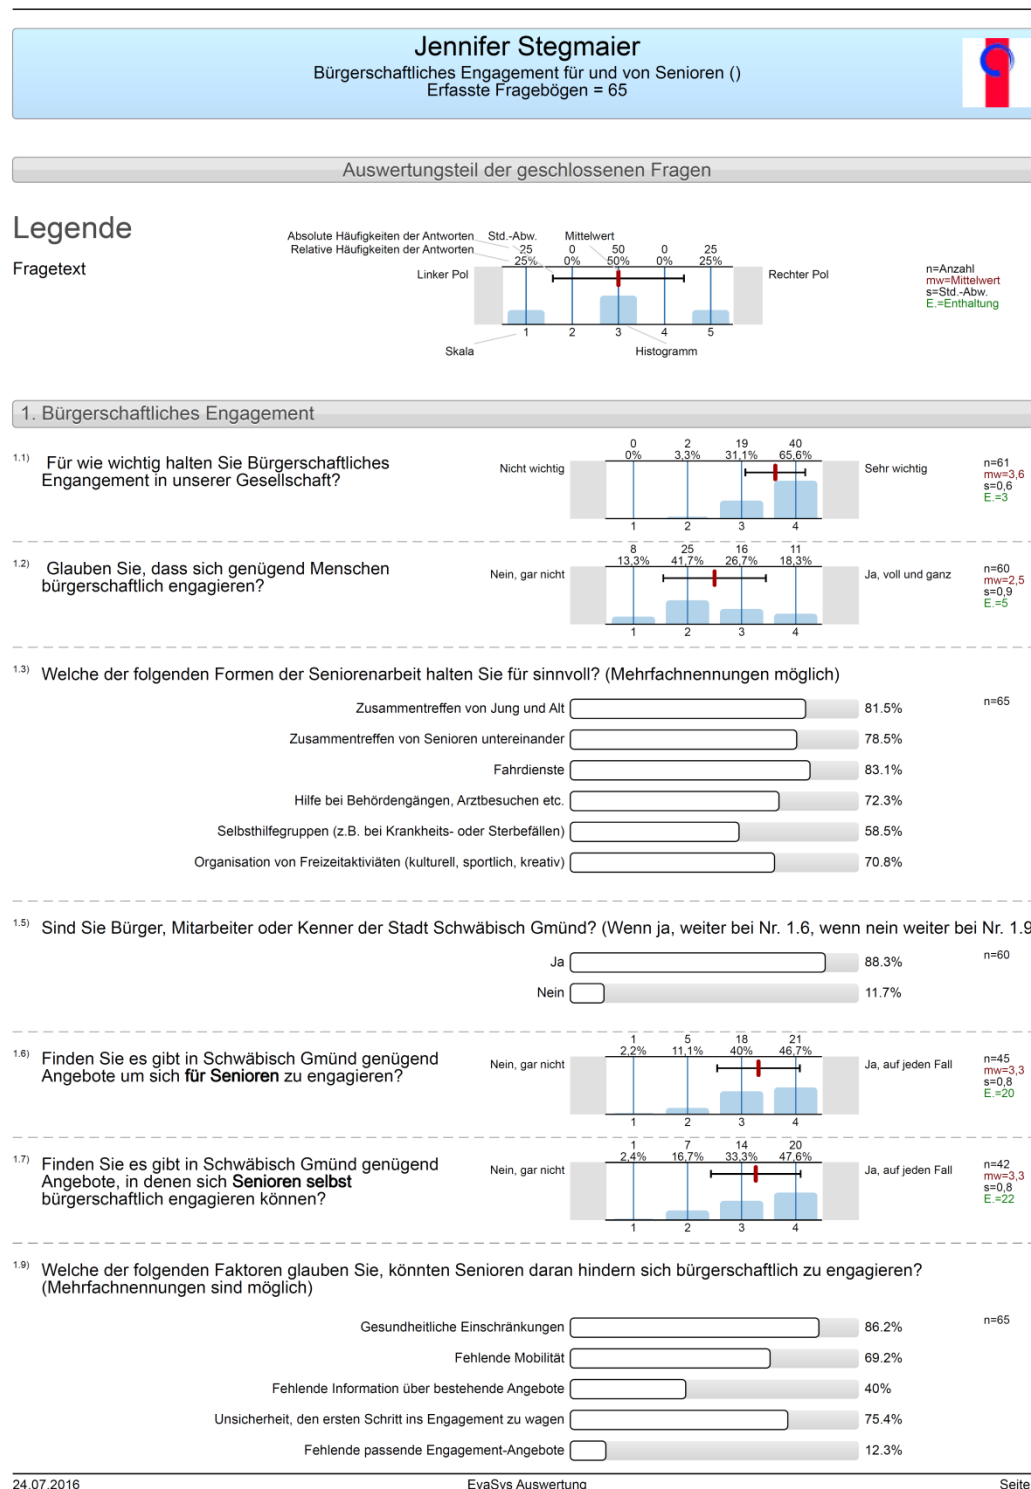 Jennifer Stegmaier
Bürgerschaftliches Engagement für und von Senioren ()
Erfasste Fragebögen = 65
Auswertungsteil der geschlossenen Fragen
Legende
Fragetext
Absolute Häufigkeiten der Antworten
Relative Häufigkeiten der Antworten
Std.-Abw.
Mittelwert
25 0 50 0 25
25% 0% 50% 0% 25%
Linker Pol
Rechter Pol
1 2 3 4 5
Skala
Histogramm
n=Anzahl
mw=Mittelwert
s=Std.-Abw.
E.=Enthaltung
1. Bürgerschaftliches Engagement
1.1) Für wie wichtig halten Sie Bürgerschaftliches
Engangement in unserer Gesellschaft?
0 2 19 40
0% 3,3% 31,1% 65,6%
Nicht wichtig
Sehr wichtig
1 2 3 4
n=61
mw=3,6
s=0,6
E.=3
1.2) Glauben Sie, dass sich genügend Menschen
bürgerschaftlich engagieren?
8 25 16 11
13,3% 41,7% 26,7% 18,3%
Nein, gar nicht
Ja, voll und ganz
1 2 3 4
n=60
mw=2,5
s=0,9
E.=5
1.3) Welche der folgenden Formen der Seniorenarbeit halten Sie für sinnvoll? (Mehrfachnennungen möglich)
Zusammentreffen von Jung und Alt 81.5% n=65
Zusammentreffen von Senioren untereinander 78.5%
Fahrdienste 83.1%
Hilfe bei Behördengängen, Arztbesuchen etc. 72.3%
Selbsthilfegruppen (z.B. bei Krankheits- oder Sterbefällen) 58.5%
Organisation von Freizeitaktiviäten (kulturell, sportlich, kreativ) 70.8%
1.5) Sind Sie Bürger, Mitarbeiter oder Kenner der Stadt Schwäbisch Gmünd? (Wenn ja, weiter bei Nr. 1.6, wenn nein weiter bei Nr. 1.9
Ja 88.3% n=60
Nein 11.7%
1.6) Finden Sie es gibt in Schwäbisch Gmünd genügend
Angebote um sich für Senioren zu engagieren?
1 5 18 21
2,2% 11,1% 40% 46,7%
Nein, gar nicht
Ja, auf jeden Fall
1 2 3 4
n=45
mw=3,3
s=0,8
E.=20
1.7) Finden Sie es gibt in Schwäbisch Gmünd genügend
Angebote, in denen sich Senioren selbst
bürgerschaftlich engagieren können?
1 7 14 20
2,4% 16,7% 33,3% 47,6%
Nein, gar nicht
Ja, auf jeden Fall
1 2 3 4
n=42
mw=3,3
s=0,8
E.=22
1.9) Welche der folgenden Faktoren glauben Sie, könnten Senioren daran hindern sich bürgerschaftlich zu engagieren?
(Mehrfachnennungen sind möglich)
Gesundheitliche Einschränkungen 86.2% n=65
Fehlende Mobilität 69.2%
Fehlende Information über bestehende Angebote 40%
Unsicherheit, den ersten Schritt ins Engagement zu wagen 75.4%
Fehlende passende Engagement-Angebote 12.3%
24.07.2016 EvaSys Auswertung Seite